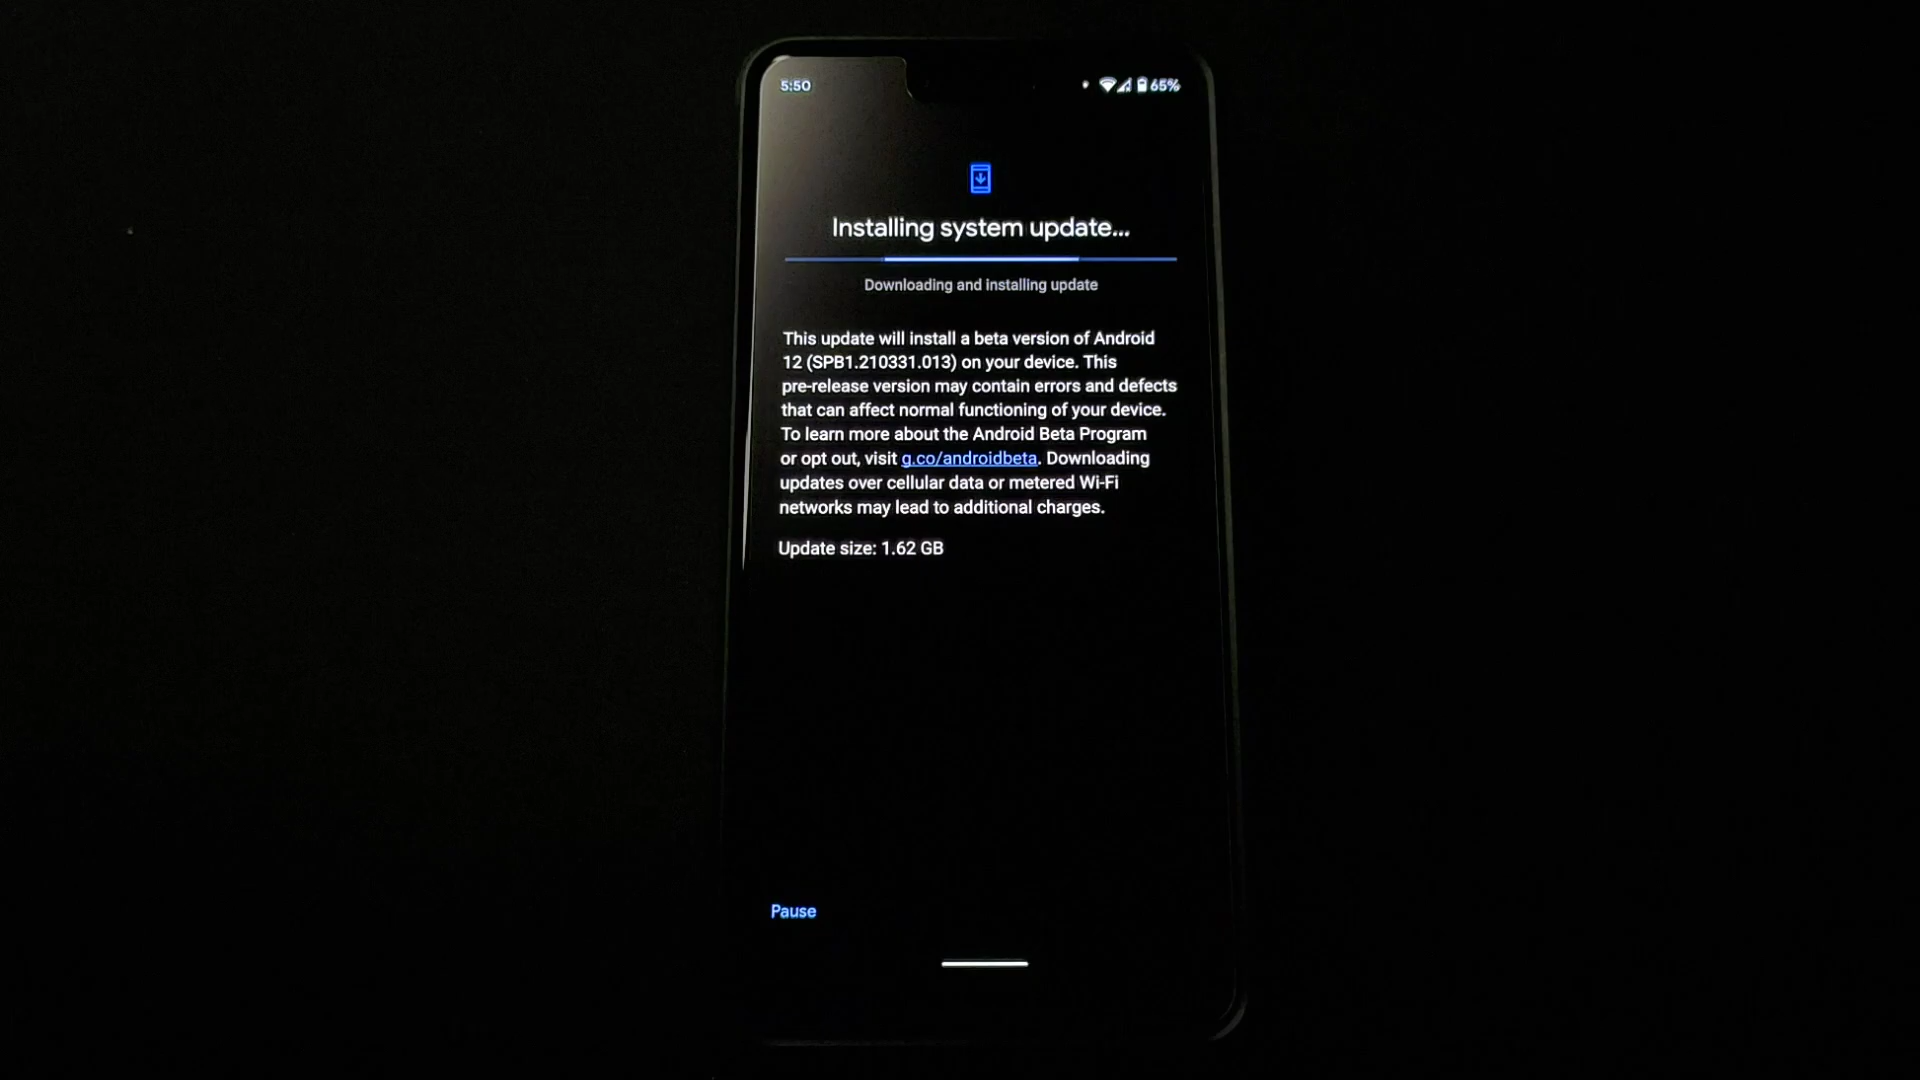 5:50
65%
Installing system update...
Downloading and installing update
This update will install a beta version of Android
12 (SPB1.210331.013) on your device. This
pre-release version may contain errors and defects
that can affect normal functioning of your device.
To learn more about the Android Beta Program
or opt out, visit g.co/androidbeta. Downloading
updates over cellular data or metered Wi-Fi
networks may lead to additional charges.
Update size: 1.62 GB
Pause